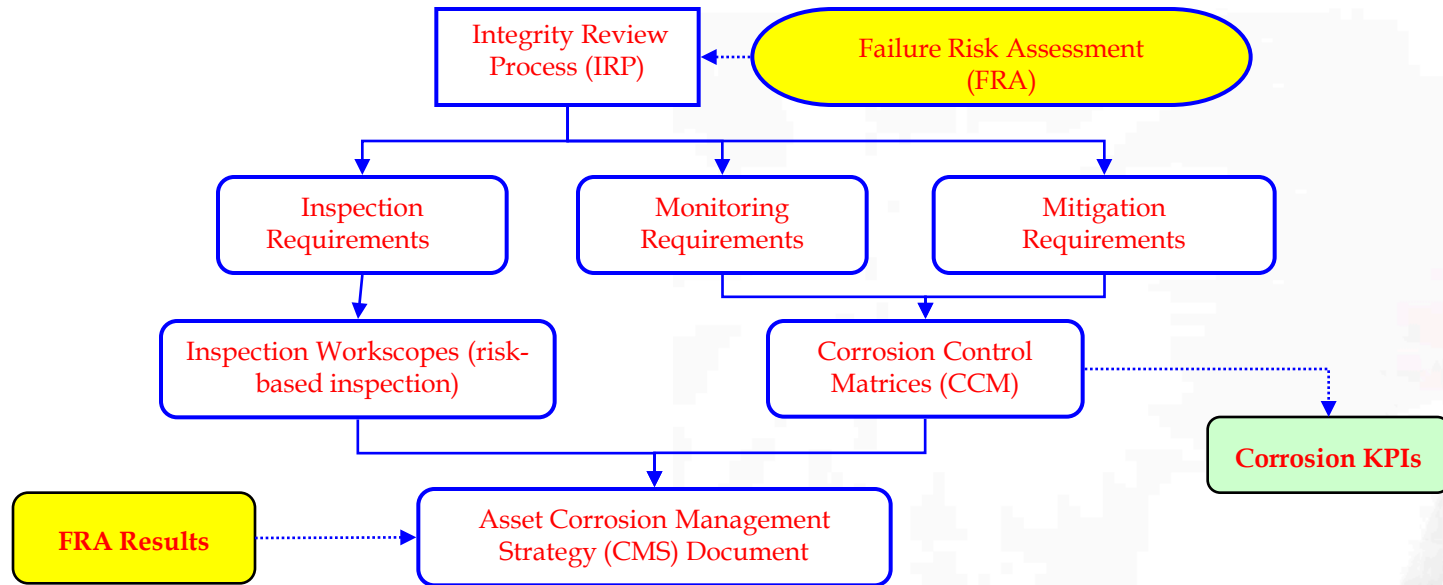 Integrity Review
Process (IRP)
Failure Risk Assessment
(FRA)
Inspection
Requirements
Monitoring
Requirements
Mitigation
Requirements
Inspection Workscopes (risk-
based inspection)
Corrosion Control
Matrices (CCM)
Corrosion KPIs
FRA Results
Asset Corrosion Management
Strategy (CMS) Document